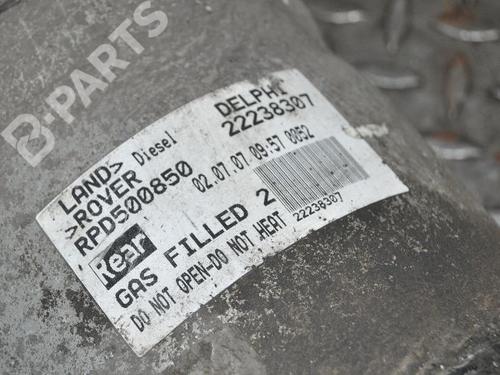 B-PARTS
LAND> Diesel DELPHI
>ROVER 22238307
RPD500850 02.07.07 09:57 0052
Rear GAS FILLED 2
DO NOT OPEN-DO NOT HEAT 22238307